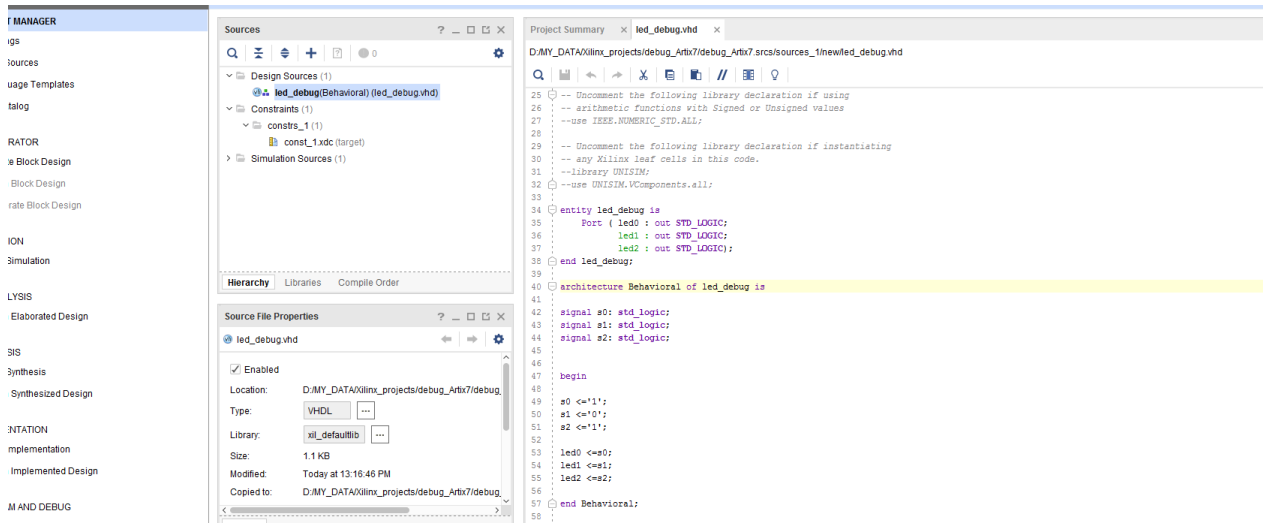 T MANAGER
ngs
Sources
uage Templates
atalog
RATOR
te Block Design
Block Design
rate Block Design
ION
Simulation
LYSIS
Elaborated Design
SIS
Synthesis
Synthesized Design
ENTATION
mplementation
Implemented Design
M AND DEBUG
Sources
0
Design Sources (1)
led_debug(Behavioral) (led_debug.vhd)
Constraints (1)
constrs_1 (1)
const_1.xdc (target)
Simulation Sources (1)
Hierarchy Libraries Compile Order
Source File Properties
led_debug.vhd
Enabled
Location: D:/MY_DATA/Xilinx_projects/debug_Artix7/debug_
Type: VHDL
Library: xil_defaultlib
Size: 1.1 KB
Modified: Today at 13:16:46 PM
Copied to: D:/MY_DATA/Xilinx_projects/debug_Artix7/debug_
Project Summary led_debug.vhd
D:/MY_DATA/Xilinx_projects/debug_Artix7/debug_Artix7.srcs/sources_1/new/led_debug.vhd
25 -- Uncomment the following library declaration if using
26 -- arithmetic functions with Signed or Unsigned values
27 --use IEEE.NUMERIC_STD.ALL;
28
29 -- Uncomment the following library declaration if instantiating
30 -- any Xilinx leaf cells in this code.
31 --library UNISIM;
32 --use UNISIM.VComponents.all;
33
34 entity led_debug is
35 Port ( led0 : out STD_LOGIC;
36 led1 : out STD_LOGIC;
37 led2 : out STD_LOGIC);
38 end led_debug;
39
40 architecture Behavioral of led_debug is
41
42 signal s0: std_logic;
43 signal s1: std_logic;
44 signal s2: std_logic;
45
46
47 begin
48
49 s0 <='1';
50 s1 <='0';
51 s2 <='1';
52
53 led0 <=s0;
54 led1 <=s1;
55 led2 <=s2;
56
57 end Behavioral;
58